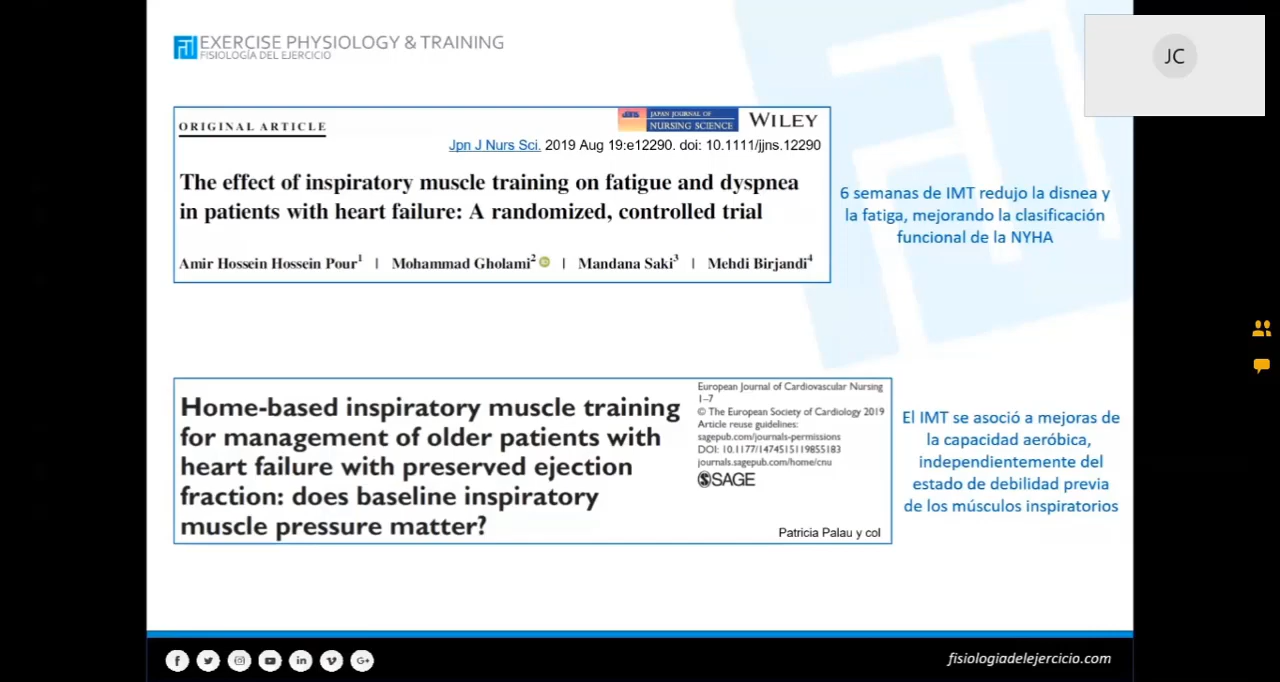 EXERCISE PHYSIOLOGY & TRAINING
FISIOLOGÍA DEL EJERCICIO
JC
ORIGINAL ARTICLE
JAPAN JOURNAL OF
NURSING SCIENCE
WILEY
Jpn J Nurs Sci. 2019 Aug 19:e12290. doi: 10.1111/jjns.12290
The effect of inspiratory muscle training on fatigue and dyspnea
in patients with heart failure: A randomized, controlled trial
Amir Hossein Hossein Pour1 | Mohammad Gholami2 | Mandana Saki3 | Mehdi Birjandi4
6 semanas de IMT redujo la disnea y
la fatiga, mejorando la clasificación
funcional de la NYHA
Home-based inspiratory muscle training
for management of older patients with
heart failure with preserved ejection
fraction: does baseline inspiratory
muscle pressure matter?
European Journal of Cardiovascular Nursing
1–7
© The European Society of Cardiology 2019
Article reuse guidelines:
sagepub.com/journals-permissions
DOI: 10.1177/1474515119855183
journals.sagepub.com/home/cnu
SAGE
Patricia Palau y col
El IMT se asoció a mejoras de
la capacidad aeróbica,
independientemente del
estado de debilidad previa
de los músculos inspiratorios
fisiologiadelejercicio.com